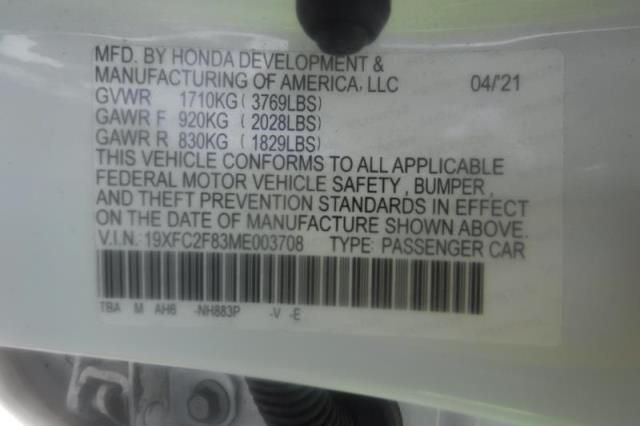 MFD. BY HONDA DEVELOPMENT &
MANUFACTURING OF AMERICA, LLC 04/'21
GVWR 1710KG ( 3769LBS)
GAWR F 920KG ( 2028LBS)
GAWR R 830KG ( 1829LBS)
THIS VEHICLE CONFORMS TO ALL APPLICABLE
FEDERAL MOTOR VEHICLE SAFETY, BUMPER,
AND THEFT PREVENTION STANDARDS IN EFFECT
ON THE DATE OF MANUFACTURE SHOWN ABOVE.
V.I.N.: 19XFC2F83ME003708 TYPE: PASSENGER CAR
TBA M AH6 -NH883P -V -E